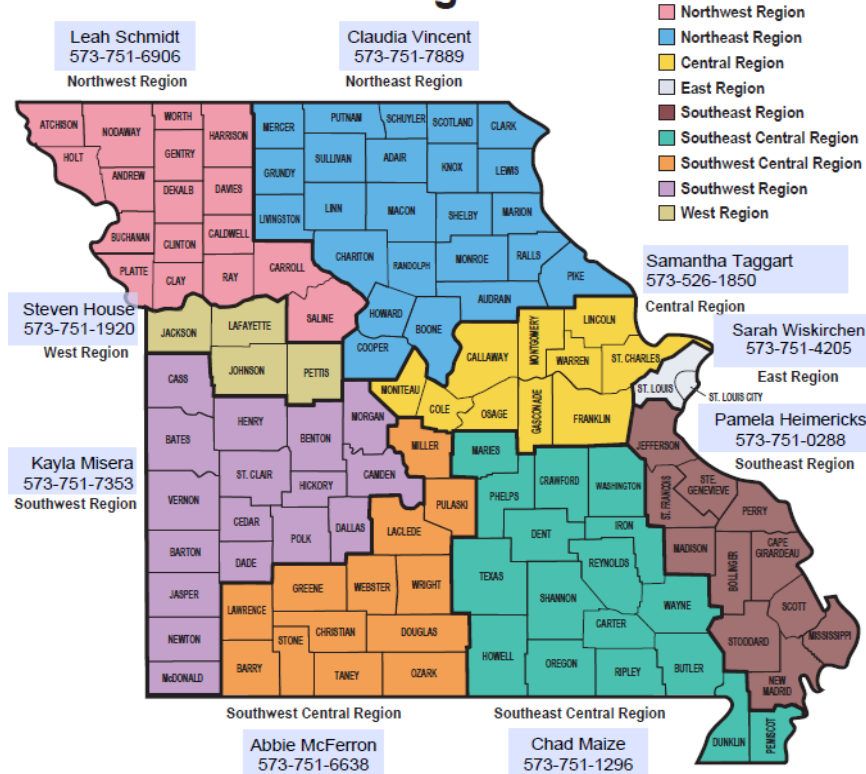 Leah Schmidt
573-751-6906
Northwest Region
Claudia Vincent
573-751-7889
Northeast Region
Northwest Region
Northeast Region
Central Region
East Region
Southeast Region
Southeast Central Region
Southwest Central Region
Southwest Region
West Region
ATCHISON
NODAWAY
WORTH
HARRISON
HOLT
GENTRY
ANDREW
DEKALB
DAVIES
BUCHANAN
CLINTON
CALDWELL
PLATTE
CLAY
RAY
CARROLL
SALINE
MERCER
PUTNAM
SCHUYLER
SCOTLAND
CLARK
GRUNDY
SULLIVAN
ADAIR
KNOX
LEWIS
LIVINGSTON
LINN
MACON
SHELBY
MARION
CHARITON
RANDOLPH
MONROE
RALLS
PIKE
AUDRAIN
HOWARD
BOONE
COOPER
Samantha Taggart
573-526-1850
Central Region
Steven House
573-751-1920
West Region
JACKSON
LAFAYETTE
JOHNSON
PETTIS
LINCOLN
MONTGOMERY
CALLAWAY
WARREN
ST. CHARLES
MONITEAU
COLE
OSAGE
GASCONADE
FRANKLIN
Sarah Wiskirchen
573-751-4205
East Region
ST. LOUIS
ST. LOUIS CITY
Pamela Heimericks
573-751-0288
Southeast Region
Kayla Misera
573-751-7353
Southwest Region
CASS
HENRY
BENTON
MORGAN
BATES
ST. CLAIR
HICKORY
CAMDEN
VERNON
CEDAR
POLK
DALLAS
BARTON
DADE
JASPER
NEWTON
McDONALD
MILLER
PULASKI
LACLEDE
GREENE
WEBSTER
WRIGHT
LAWRENCE
STONE
CHRISTIAN
DOUGLAS
BARRY
TANEY
OZARK
MARIES
PHELPS
CRAWFORD
WASHINGTON
DENT
IRON
TEXAS
REYNOLDS
SHANNON
WAYNE
CARTER
HOWELL
OREGON
RIPLEY
BUTLER
DUNKLIN
PEMISCOT
JEFFERSON
ST. FRANCOIS
STE. GENEVIEVE
PERRY
MADISON
BOLLINGER
CAPE GIRARDEAU
SCOTT
STODDARD
MISSISSIPPI
NEW MADRID
Southwest Central Region
Abbie McFerron
573-751-6638
Southeast Central Region
Chad Maize
573-751-1296